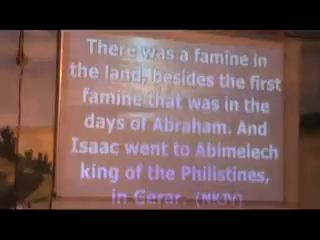 There was a famine in
the land, besides the first
famine that was in the
days of Abraham. And
Isaac went to Abimelech
king of the Philistines,
in Gerar. (NKJV)